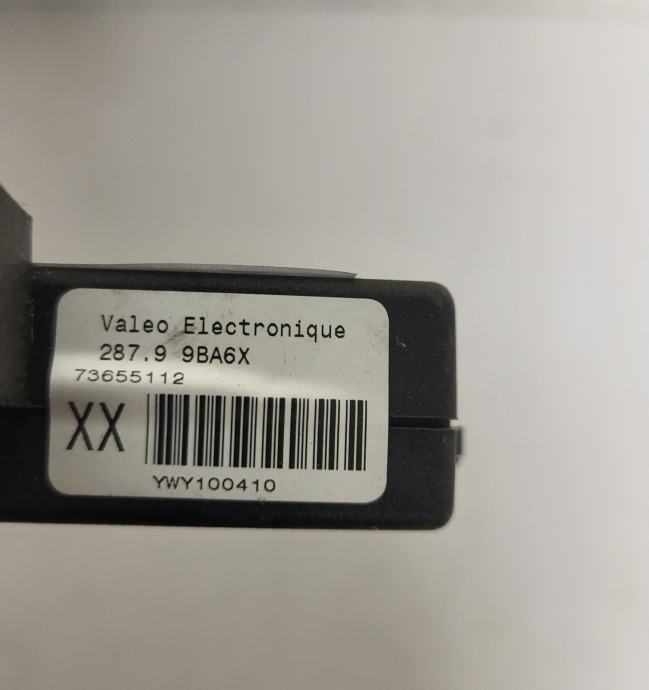 Valeo Electronique
287.9 9BA6X
73655112
XX
YWY100410